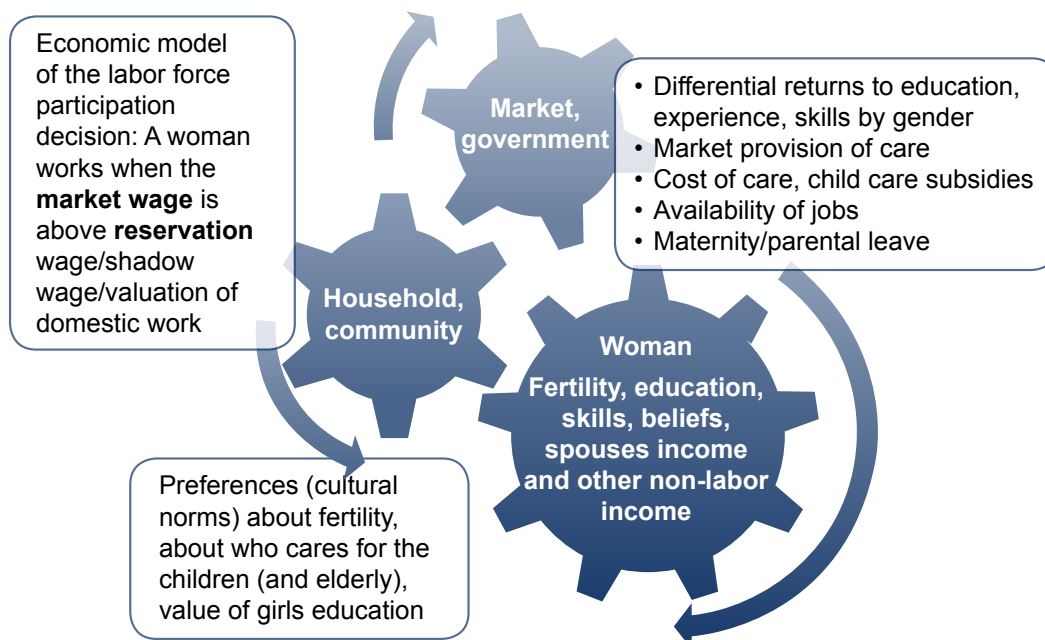 Economic model
of the labor force
participation
decision: A woman
works when the
market wage is
above reservation
wage/shadow
wage/valuation of
domestic work
Market,
government
• Differential returns to education,
experience, skills by gender
• Market provision of care
• Cost of care, child care subsidies
• Availability of jobs
• Maternity/parental leave
Household,
community
Woman
Fertility, education,
skills, beliefs,
spouses income
and other non-labor
income
Preferences (cultural
norms) about fertility,
about who cares for the
children (and elderly),
value of girls education